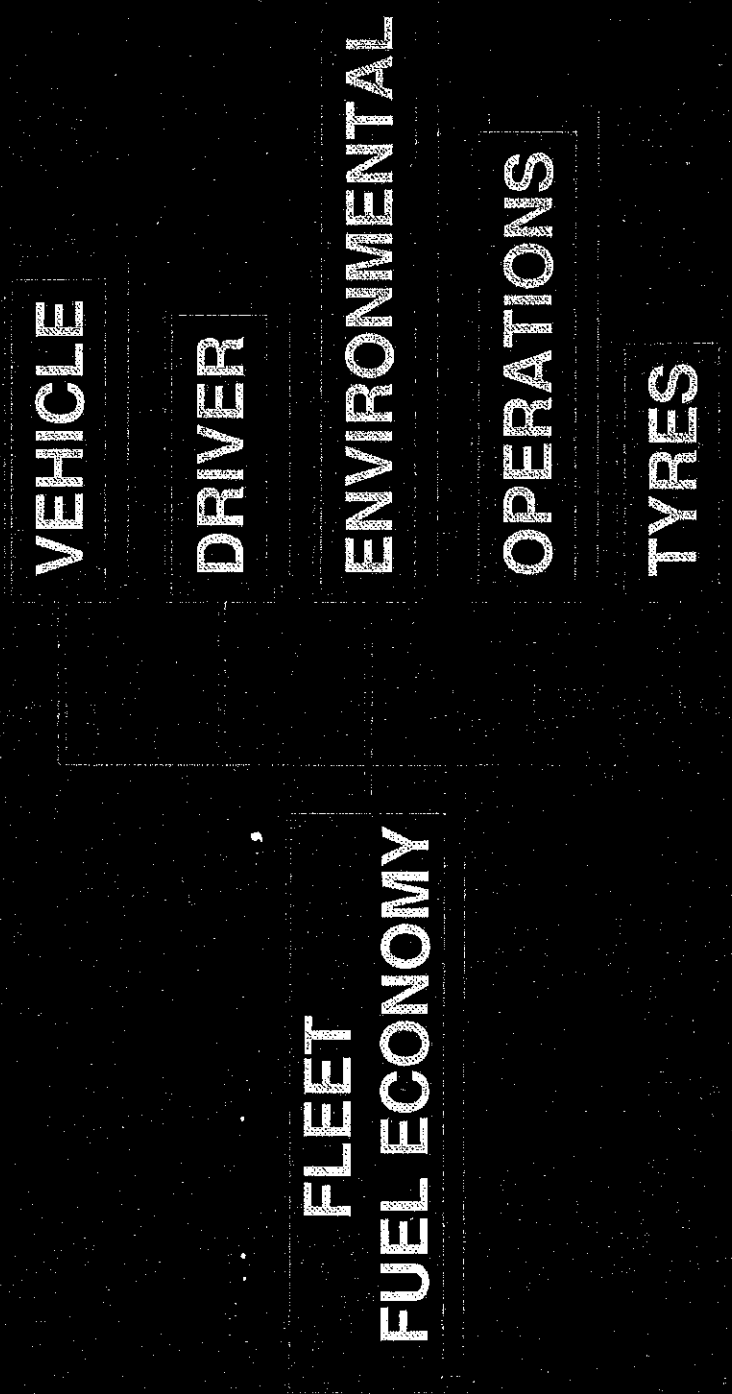 FLEET
FUEL ECONOMY
VEHICLE
DRIVER
ENVIRONMENTAL
OPERATIONS
TYRES